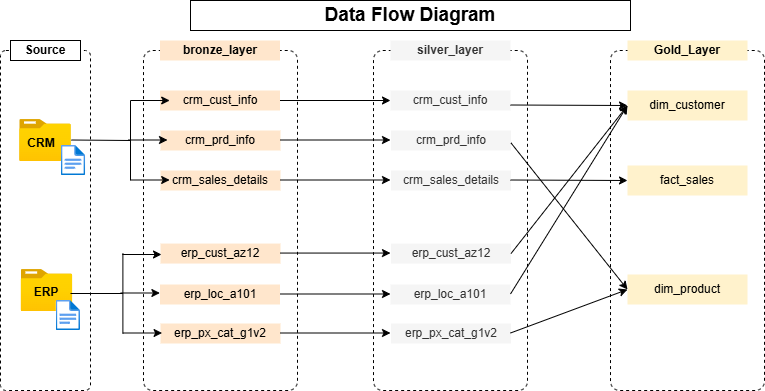 Data Flow Diagram
Source
bronze_layer
silver_layer
Gold_Layer
crm_cust_info
crm_cust_info
dim_customer
CRM
crm_prd_info
crm_prd_info
crm_sales_details
crm_sales_details
fact_sales
erp_cust_az12
erp_cust_az12
ERP
erp_loc_a101
erp_loc_a101
dim_product
erp_px_cat_g1v2
erp_px_cat_g1v2